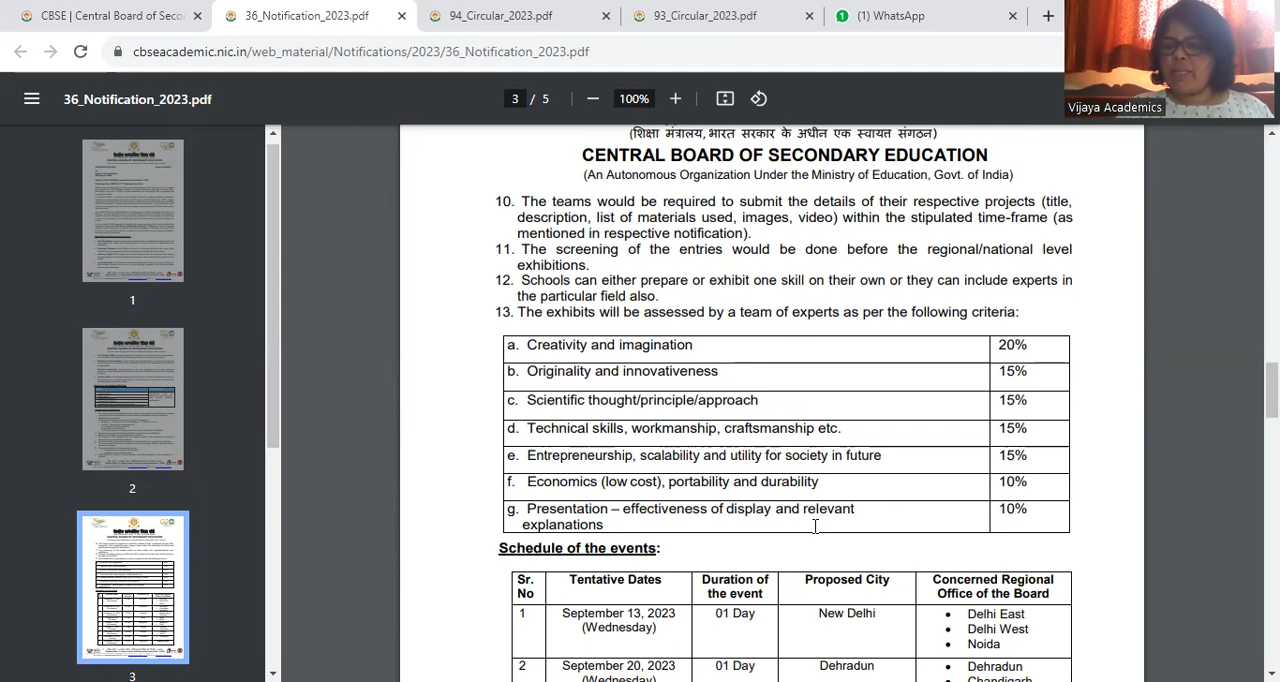 CBSE | Central Board of Seco
36_Notification_2023.pdf
94_Circular_2023.pdf
93_Circular_2023.pdf
(1) WhatsApp
cbseacademic.nic.in/web_material/Notifications/2023/36_Notification_2023.pdf
Vijaya Academics
36_Notification_2023.pdf
3 / 5
100%
(शिक्षा मंत्रालय, भारत सरकार के अधीन एक स्वायत संगठन)
CENTRAL BOARD OF SECONDARY EDUCATION
(An Autonomous Organization Under the Ministry of Education, Govt. of India)
10. The teams would be required to submit the details of their respective projects (title,
description, list of materials used, images, video) within the stipulated time-frame (as
mentioned in respective notification).
11. The screening of the entries would be done before the regional/national level
exhibitions.
12. Schools can either prepare or exhibit one skill on their own or they can include experts in
the particular field also.
13. The exhibits will be assessed by a team of experts as per the following criteria:
a. Creativity and imagination 20%
b. Originality and innovativeness 15%
c. Scientific thought/principle/approach 15%
d. Technical skills, workmanship, craftsmanship etc. 15%
e. Entrepreneurship, scalability and utility for society in future 15%
f. Economics (low cost), portability and durability 10%
g. Presentation – effectiveness of display and relevant 10%
explanations
Schedule of the events:
Sr. Tentative Dates Duration of Proposed City Concerned Regional
No the event Office of the Board
1 September 13, 2023 01 Day New Delhi • Delhi East
(Wednesday) • Delhi West
• Noida
2 September 20, 2023 01 Day Dehradun • Dehradun
(Wednesday) • Chandigarh
1
2
3